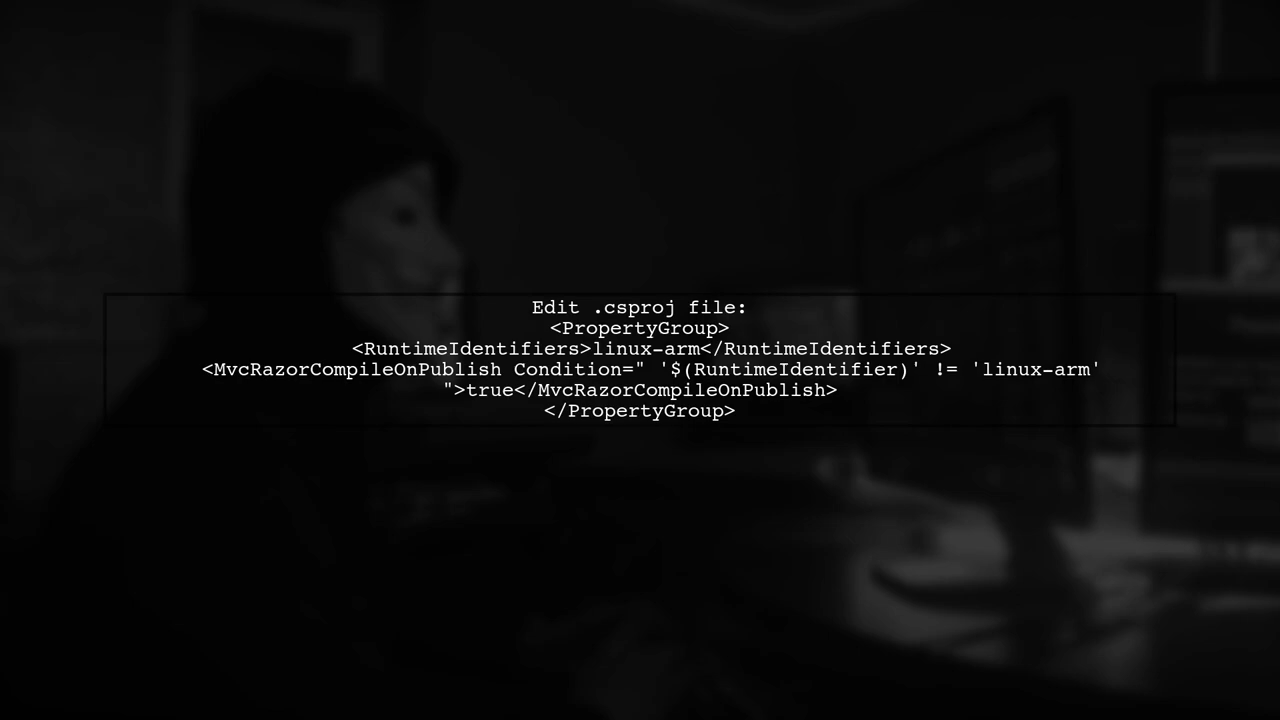 Edit .csproj file:
<PropertyGroup>
<RuntimeIdentifiers>linux-arm</RuntimeIdentifiers>
<MvcRazorCompileOnPublish Condition=" '$(RuntimeIdentifier)' != 'linux-arm'
">true</MvcRazorCompileOnPublish>
</PropertyGroup>